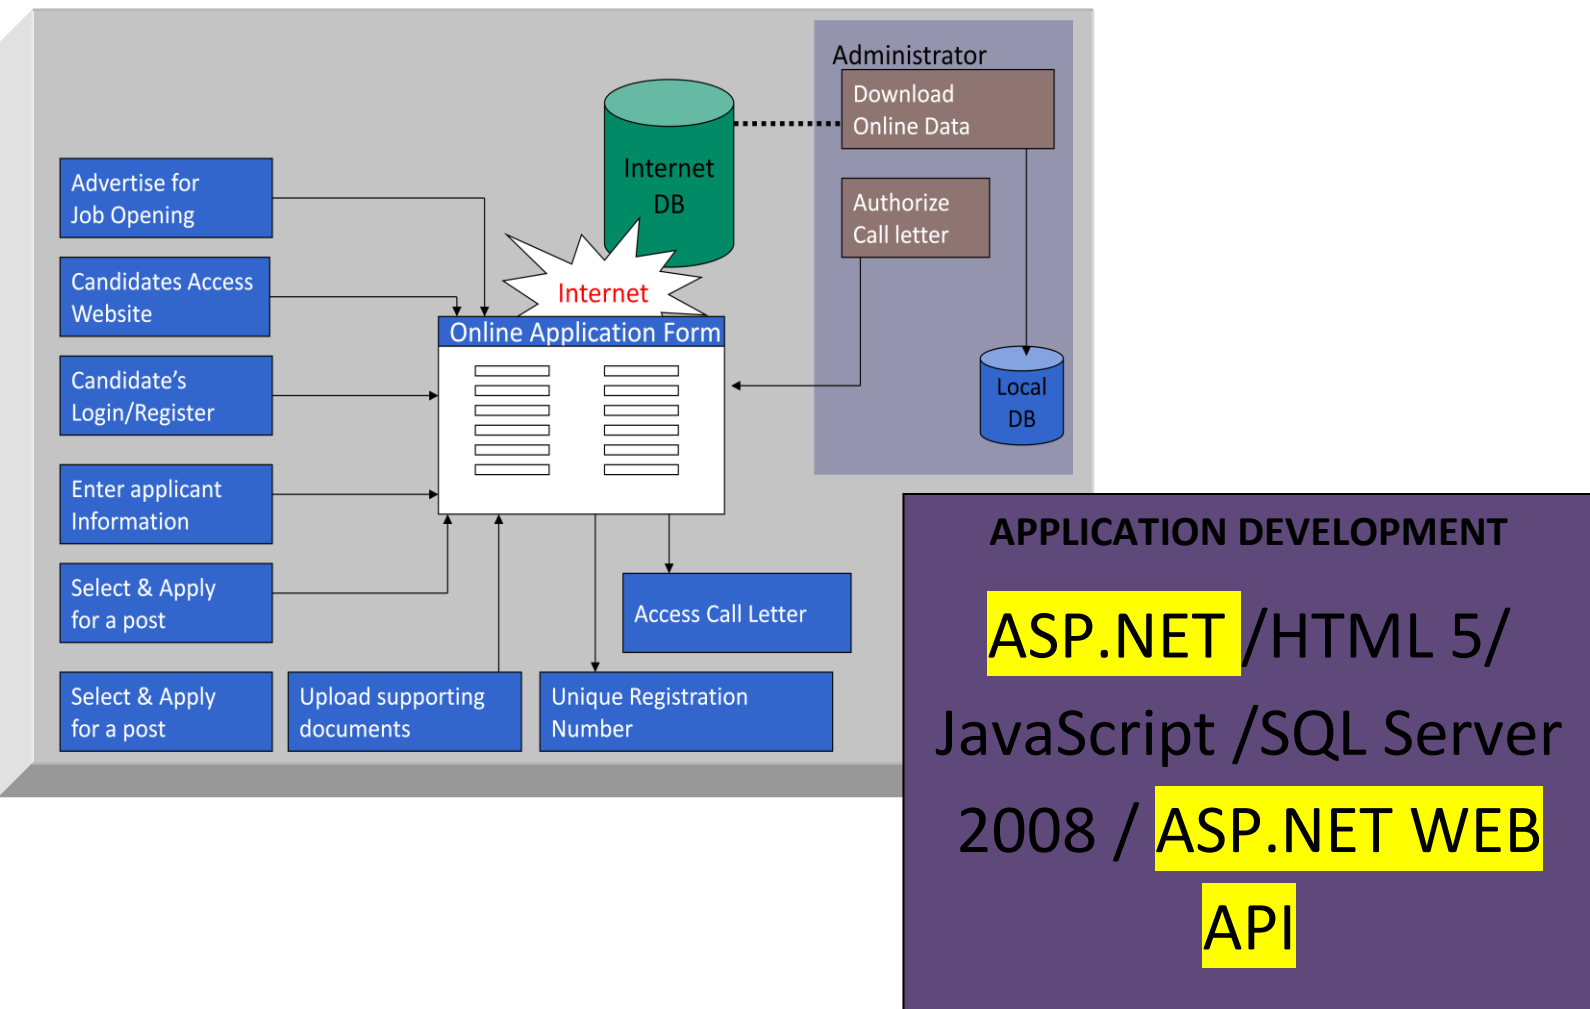 Administrator
Download
Online Data
Internet
DB
Authorize
Call letter
Advertise for
Job Opening
Candidates Access
Website
Internet
Online Application Form
Candidate’s
Login/Register
Local
DB
Enter applicant
Information
Select & Apply
for a post
Access Call Letter
Select & Apply
for a post
Upload supporting
documents
Unique Registration
Number
APPLICATION DEVELOPMENT
ASP.NET /HTML 5/
JavaScript /SQL Server
2008 / ASP.NET WEB
API